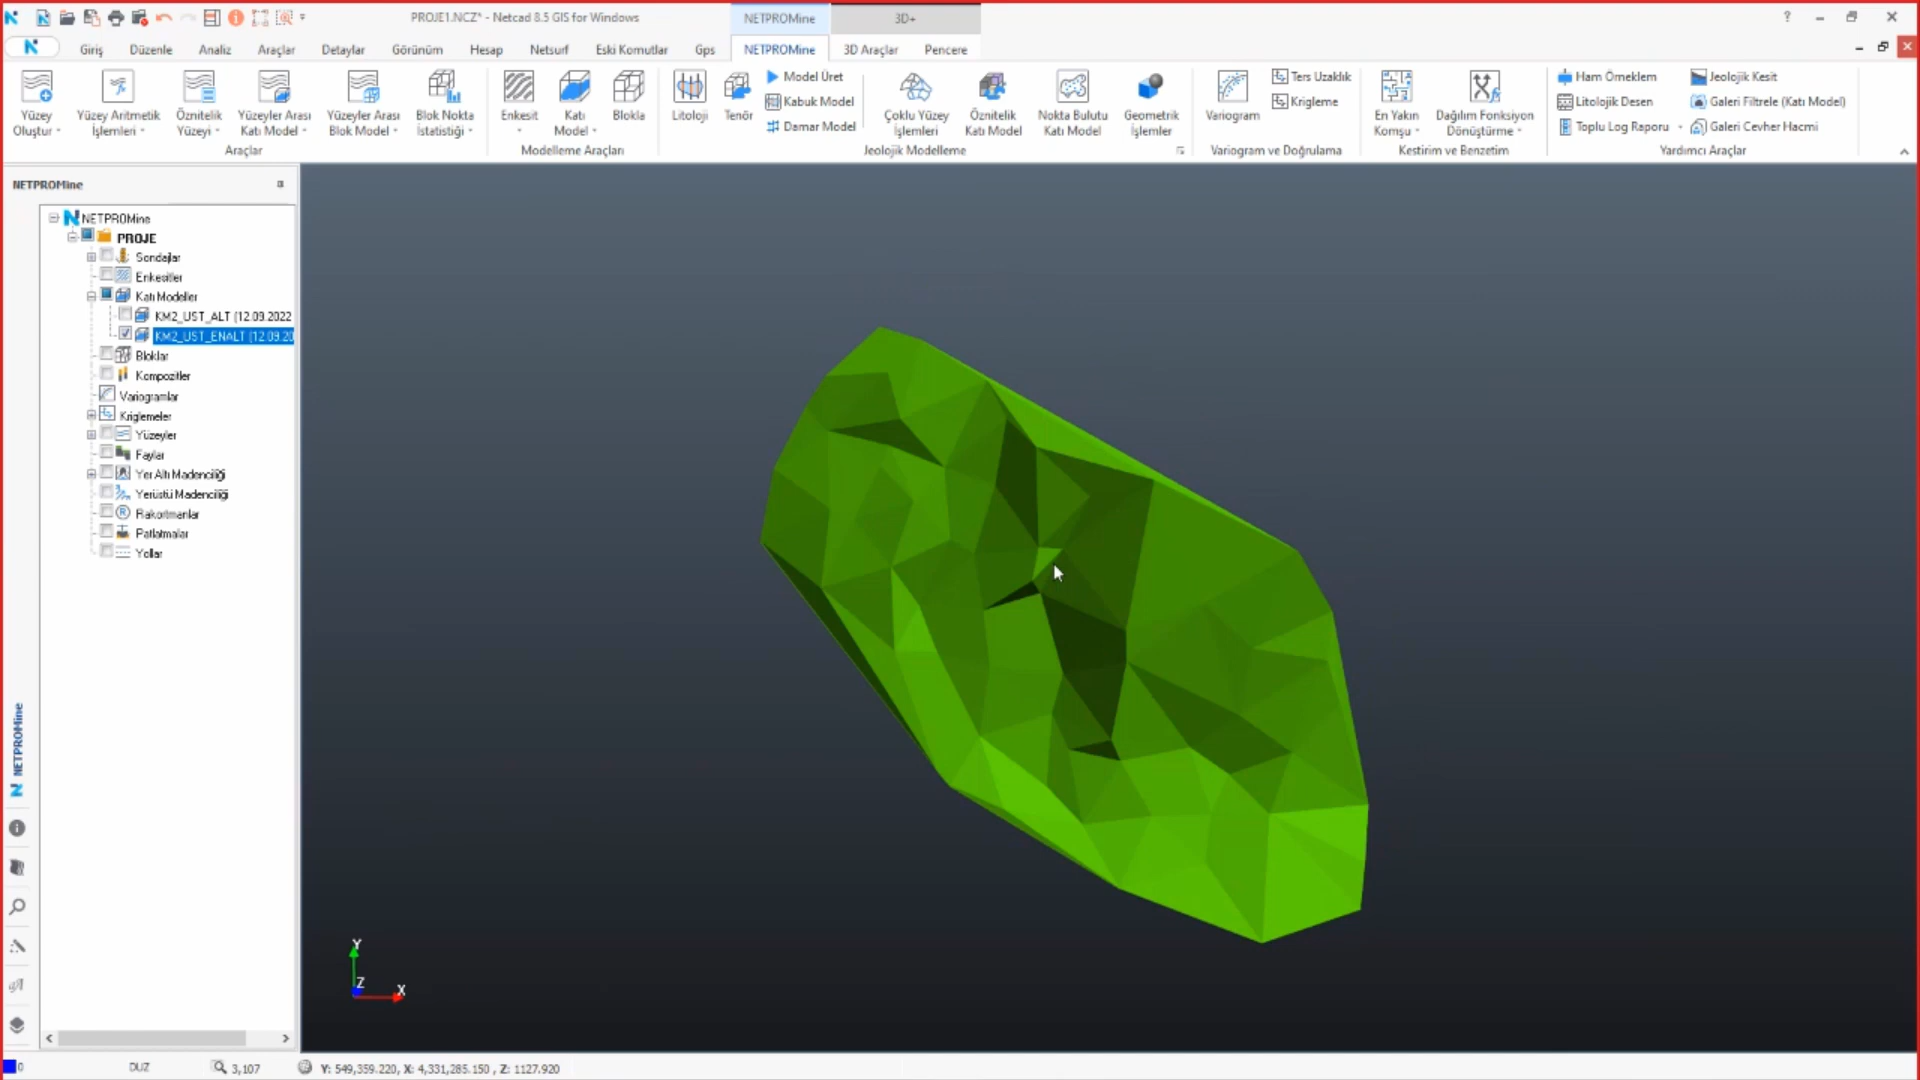 PROJE1.NCZ* - Netcad 8.5 GIS for Windows
NETPROMine
3D+
Giriş
Düzenle
Analiz
Araçlar
Detaylar
Görünüm
Hesap
Netsurf
Eski Komutlar
Gps
NETPROMine
3D Araçlar
Pencere
Yüzey
Oluştur
Yüzey Aritmetik
İşlemleri
Öznitelik
Yüzeyi
Yüzeyler Arası
Katı Model
Yüzeyler Arası
Blok Model
Blok Nokta
İstatistiği
Araçlar
Enkesit
Katı
Model
Blokla
Modelleme Araçları
Litoloji
Tenör
Model Üret
Kabuk Model
Damar Model
Çoklu Yüzey
İşlemleri
Öznitelik
Katı Model
Nokta Bulutu
Katı Model
Geometrik
İşlemler
Jeolojik Modelleme
Variogram
Ters Uzaklık
Krigleme
Variogram ve Doğrulama
En Yakın
Komşu
Dağılım Fonksiyon
Dönüştürme
Kestirim ve Benzetim
Ham Örneklem
Litolojik Desen
Toplu Log Raporu
Jeolojik Kesit
Galeri Filtrele (Katı Model)
Galeri Cevher Hacmi
Yardımcı Araçlar
NETPROMine
NETPROMine
PROJE
Sondajlar
Enkesitler
Katı Modeller
KM2_UST_ALT (12.09.2022
KM2_UST_ENALT (12.09.20
Bloklar
Kompozitler
Variogramlar
Kriglemeler
Yüzeyler
Faylar
Yer Altı Madenciliği
Yerüstü Madenciliği
Rakortmanlar
Patlatmalar
Yollar
NETPROMine
Y
Z
X
0
DUZ
3,107
Y: 549,359.220, X: 4,331,285.150 , Z: 1127.920